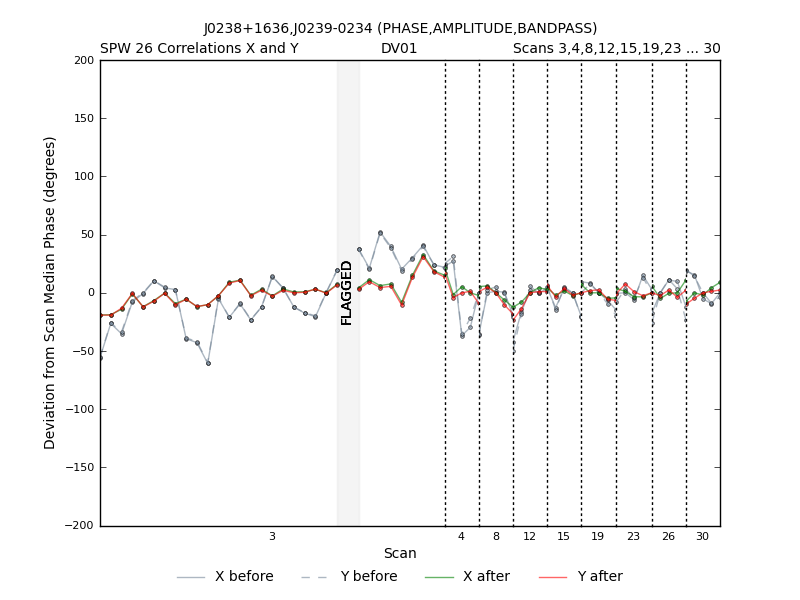 J0238+1636,J0239-0234 (PHASE,AMPLITUDE,BANDPASS)
SPW 26 Correlations X and Y DV01 Scans 3,4,8,12,15,19,23 ... 30
200
150
100
50
0
−50
−100
−150
−200
Deviation from Scan Median Phase (degrees)
FLAGGED
3 4 8 12 15 19 23 26 30
Scan
X before Y before X after Y after